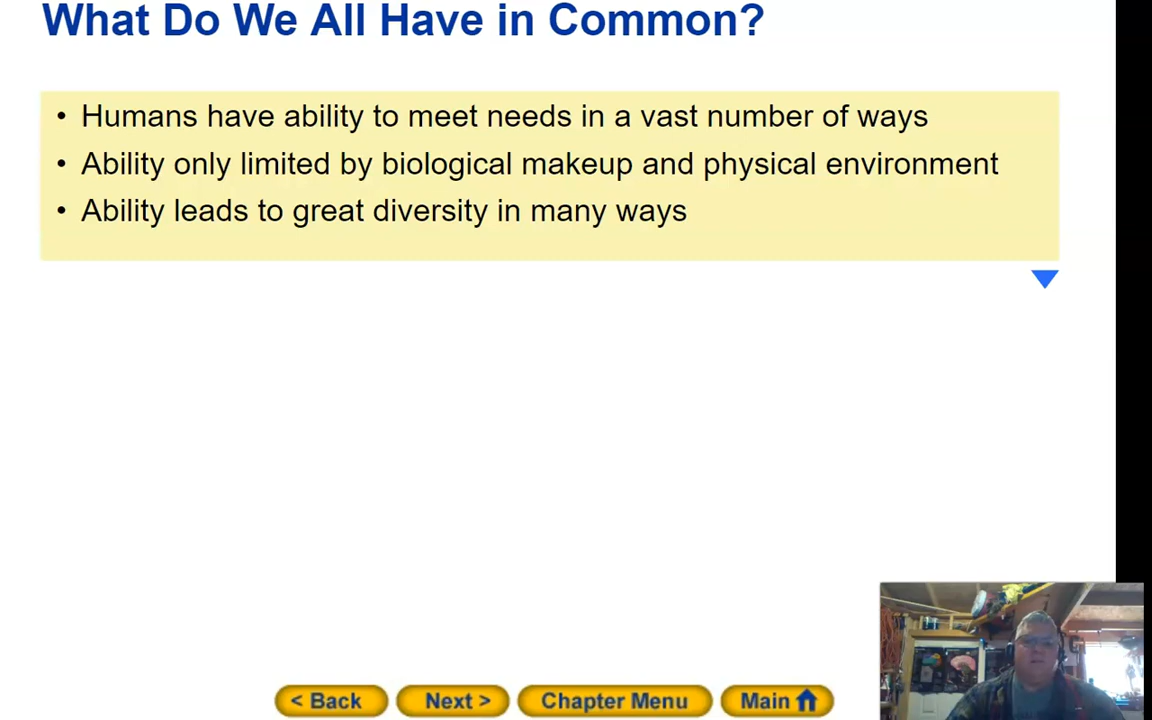 What Do We All Have in Common?
• Humans have ability to meet needs in a vast number of ways
• Ability only limited by biological makeup and physical environment
• Ability leads to great diversity in many ways
< Back
Next >
Chapter Menu
Main